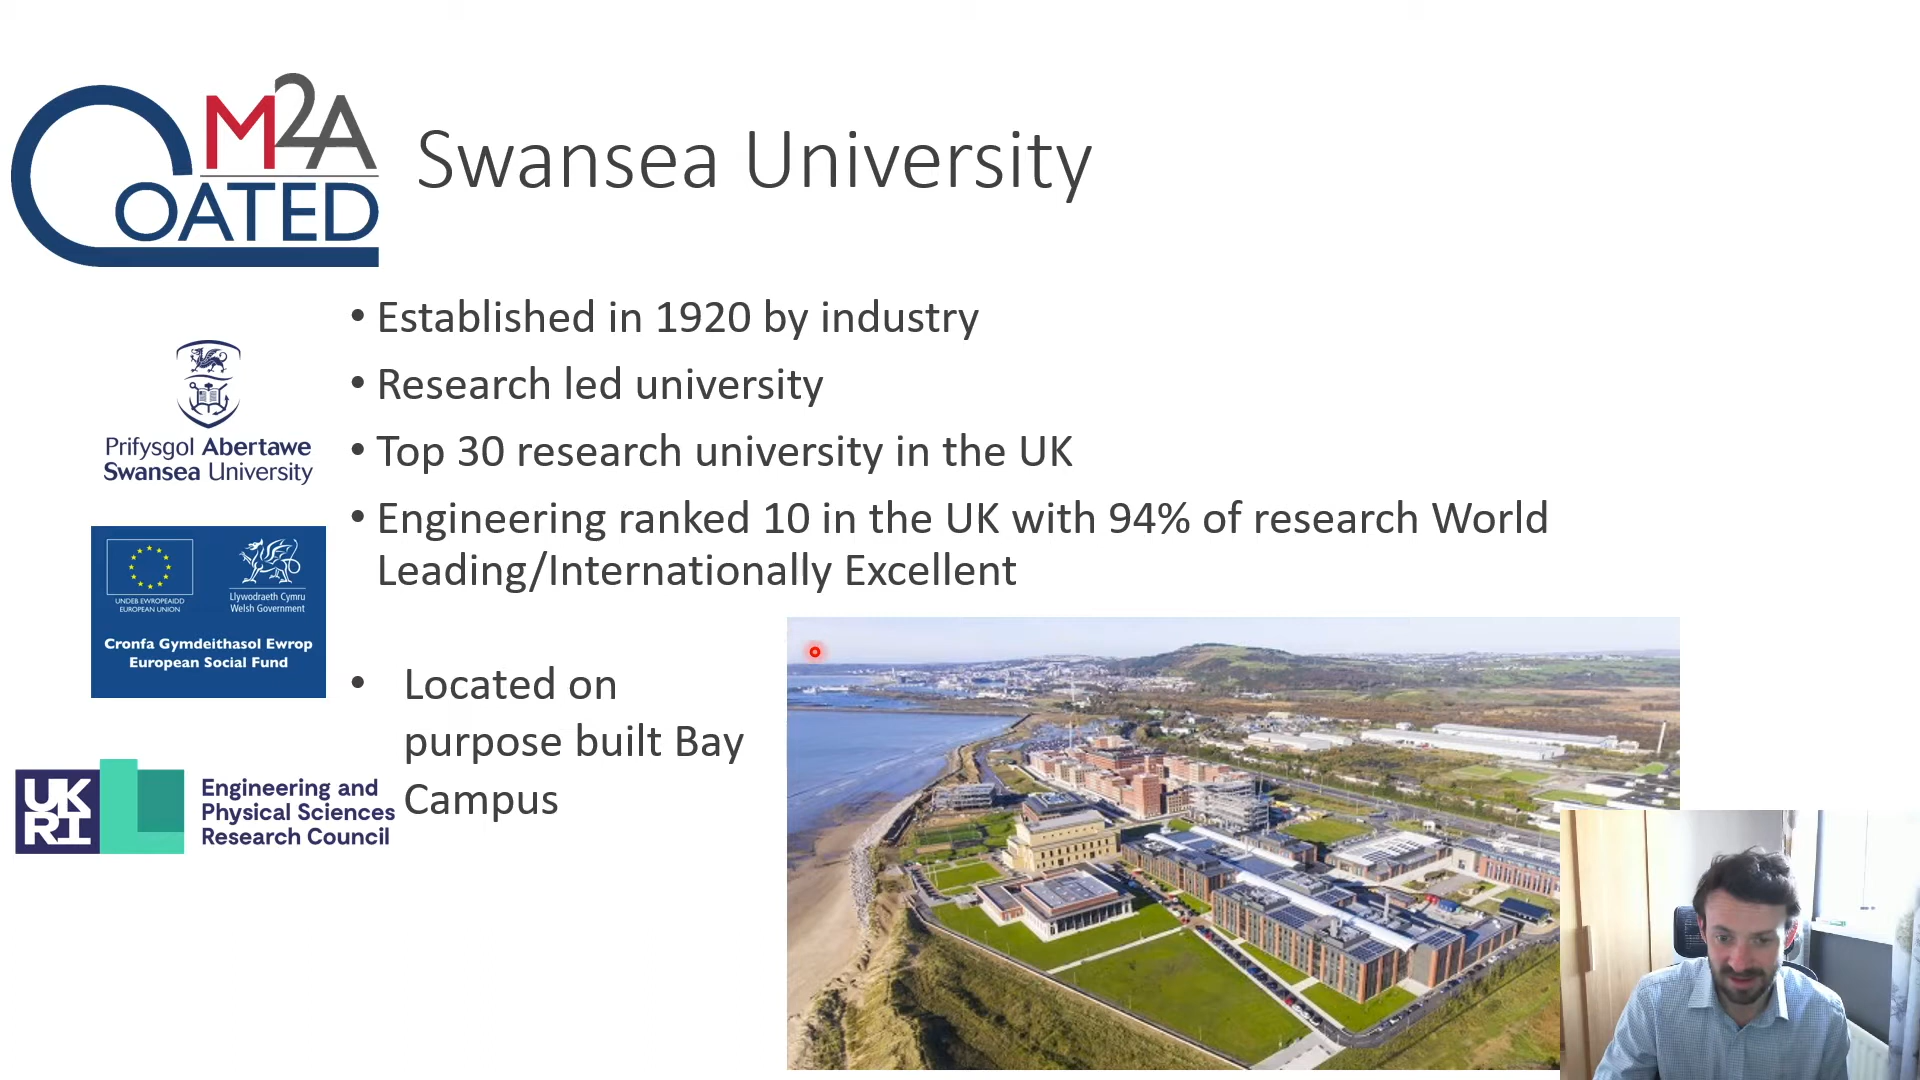 M2A
COATED
Swansea University
• Established in 1920 by industry
• Research led university
• Top 30 research university in the UK
• Engineering ranked 10 in the UK with 94% of research World
Leading/Internationally Excellent
• Located on
purpose built Bay
Campus
Prifysgol Abertawe
Swansea University
UNDEB EWROPEAIDD
EUROPEAN UNION
Llywodraeth Cymru
Welsh Government
Cronfa Gymdeithasol Ewrop
European Social Fund
UK
RI
Engineering and
Physical Sciences
Research Council